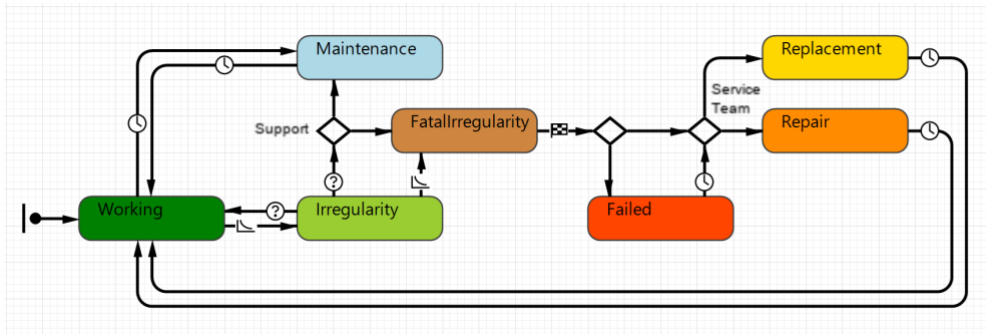 Maintenance
Replacement
Service
Team
Support
FatalIrregularity
Repair
Working
Irregularity
Failed